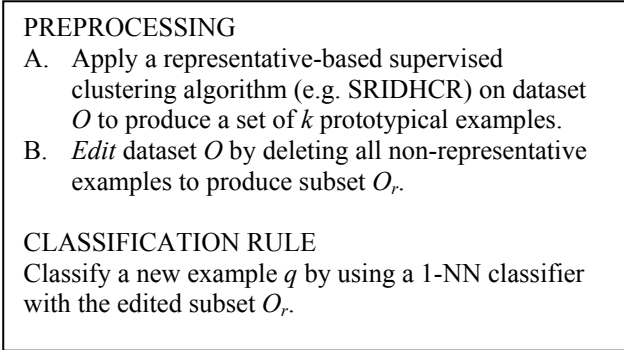 PREPROCESSING
A. Apply a representative-based supervised
clustering algorithm (e.g. SRIDHCR) on dataset
O to produce a set of k prototypical examples.
B. Edit dataset O by deleting all non-representative
examples to produce subset Or.
CLASSIFICATION RULE
Classify a new example q by using a 1-NN classifier
with the edited subset Or.